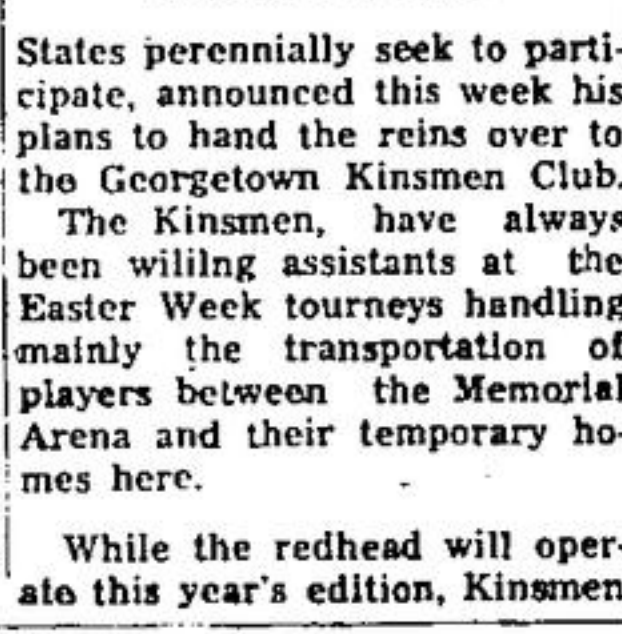 States perennially seek to parti-
cipate, announced this week his
plans to hand the reins over to
the Georgetown Kinsmen Club.
The Kinsmen, have always
been wililng assistants at the
Easter Week tourneys handling
mainly the transportation of
players between the Memorial
Arena and their temporary ho-
mes here.
While the redhead will oper-
ate this year's edition, Kinsmen